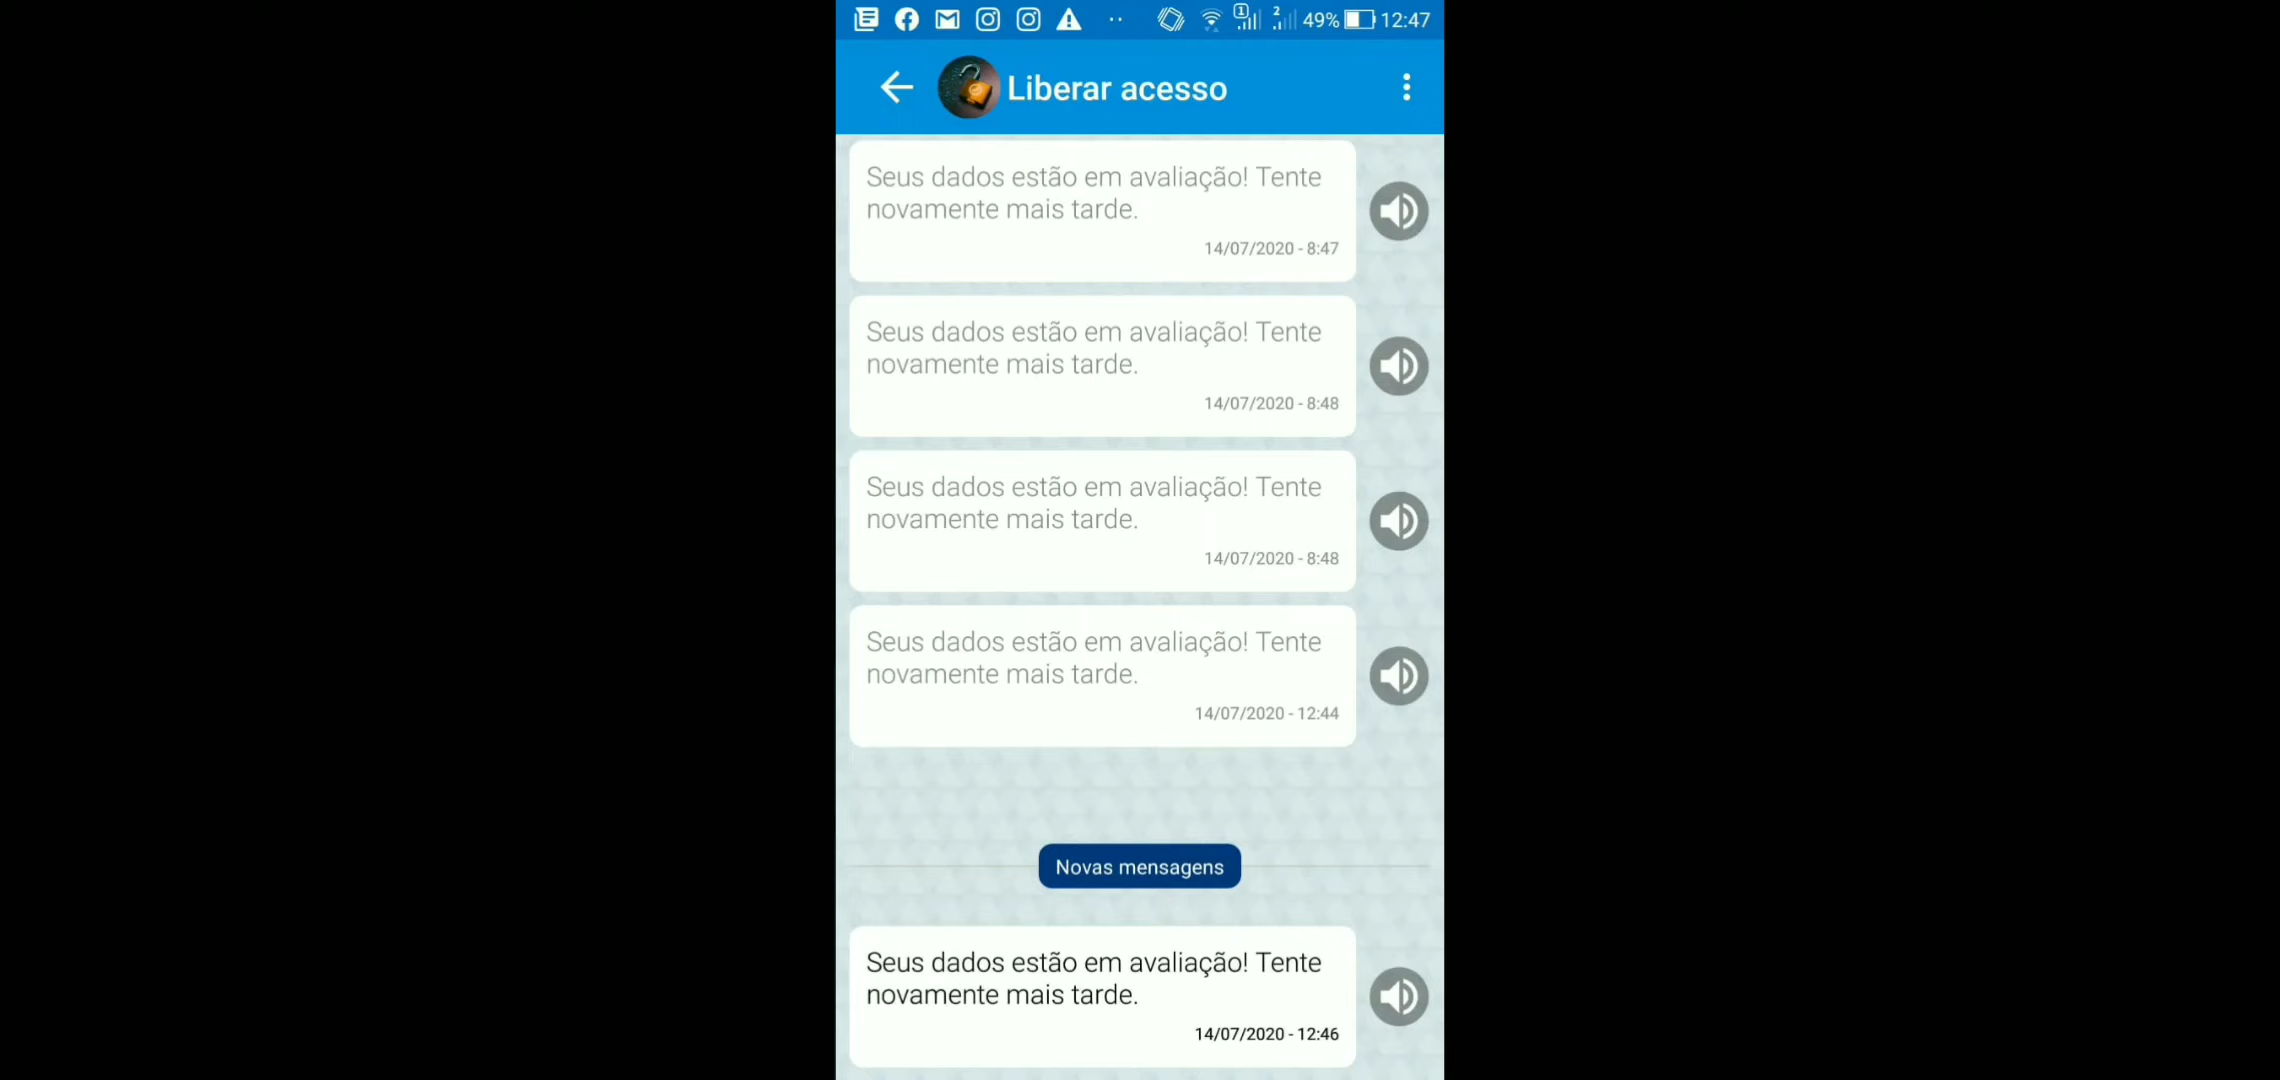 1 2 49% 12:47
Liberar acesso
Seus dados estão em avaliação! Tente
novamente mais tarde.
14/07/2020 - 8:47
Seus dados estão em avaliação! Tente
novamente mais tarde.
14/07/2020 - 8:48
Seus dados estão em avaliação! Tente
novamente mais tarde.
14/07/2020 - 8:48
Seus dados estão em avaliação! Tente
novamente mais tarde.
14/07/2020 - 12:44
Novas mensagens
Seus dados estão em avaliação! Tente
novamente mais tarde.
14/07/2020 - 12:46